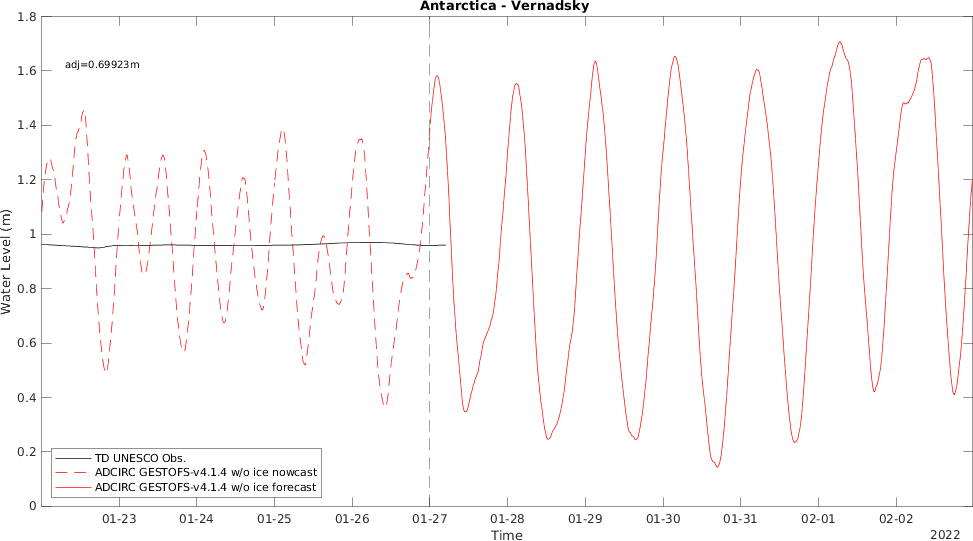 Antarctica - Vernadsky
adj=0.69923m
Water Level (m)
1.8
1.6
1.4
1.2
1
0.8
0.6
0.4
0.2
0
TD UNESCO Obs.
ADCIRC GESTOFS-v4.1.4 w/o ice nowcast
ADCIRC GESTOFS-v4.1.4 w/o ice forecast
01-23 01-24 01-25 01-26 01-27 01-28 01-29 01-30 01-31 02-01 02-02
Time
2022